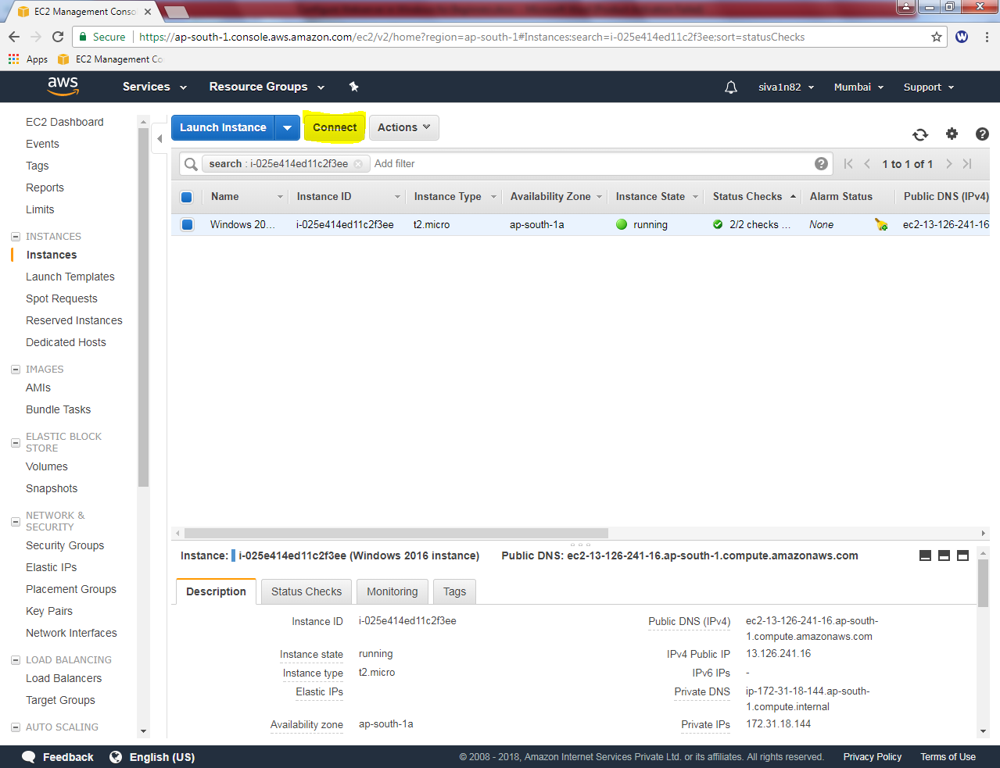 EC2 Management Conso
Secure https://ap-south-1.console.aws.amazon.com/ec2/v2/home?region=ap-south-1#Instances:search=i-025e414ed11c2f3ee;sort=statusChecks
W
Apps EC2 Management Co
aws Services Resource Groups siva1n82 Mumbai Support
EC2 Dashboard
Events
Tags
Reports
Limits
INSTANCES
Instances
Launch Templates
Spot Requests
Reserved Instances
Dedicated Hosts
IMAGES
AMIs
Bundle Tasks
ELASTIC BLOCK
STORE
Volumes
Snapshots
NETWORK &
SECURITY
Security Groups
Elastic IPs
Placement Groups
Key Pairs
Network Interfaces
LOAD BALANCING
Load Balancers
Target Groups
AUTO SCALING
Launch Instance Connect Actions
search : i-025e414ed11c2f3ee Add filter 1 to 1 of 1
Name Instance ID Instance Type Availability Zone Instance State Status Checks Alarm Status Public DNS (IPv4)
Windows 20... i-025e414ed11c2f3ee t2.micro ap-south-1a running 2/2 checks ... None ec2-13-126-241-16
Instance: i-025e414ed11c2f3ee (Windows 2016 instance) Public DNS: ec2-13-126-241-16.ap-south-1.compute.amazonaws.com
Description Status Checks Monitoring Tags
Instance ID i-025e414ed11c2f3ee
Instance state running
Instance type t2.micro
Elastic IPs
Availability zone ap-south-1a
Public DNS (IPv4) ec2-13-126-241-16.ap-south-
1.compute.amazonaws.com
IPv4 Public IP 13.126.241.16
IPv6 IPs -
Private DNS ip-172-31-18-144.ap-south-
1.compute.internal
Private IPs 172.31.18.144
Feedback English (US) © 2008 - 2018, Amazon Internet Services Private Ltd. or its affiliates. All rights reserved. Privacy Policy Terms of Use